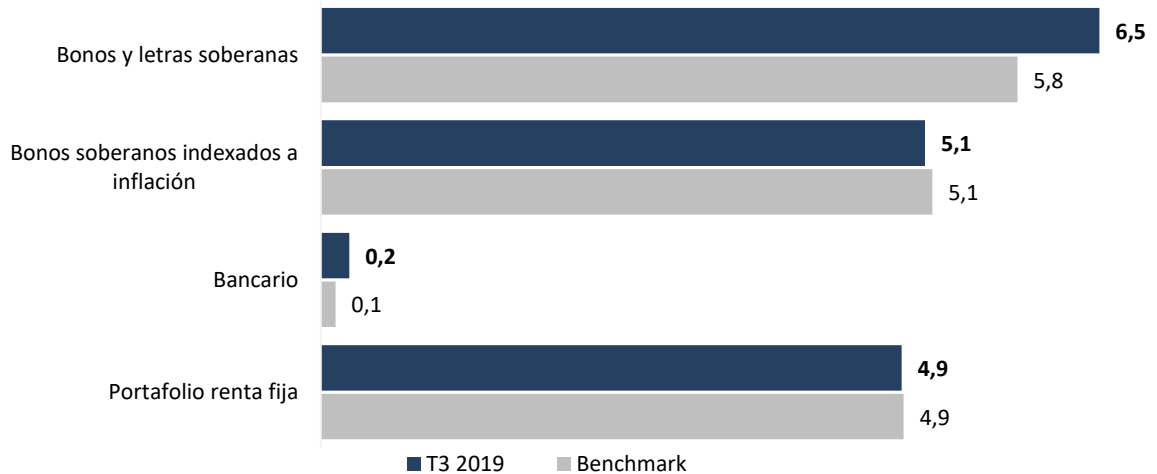 Bonos y letras soberanas
6,5
5,8
Bonos soberanos indexados a
inflación
5,1
5,1
Bancario
0,2
0,1
Portafolio renta fija
4,9
4,9
T3 2019
Benchmark